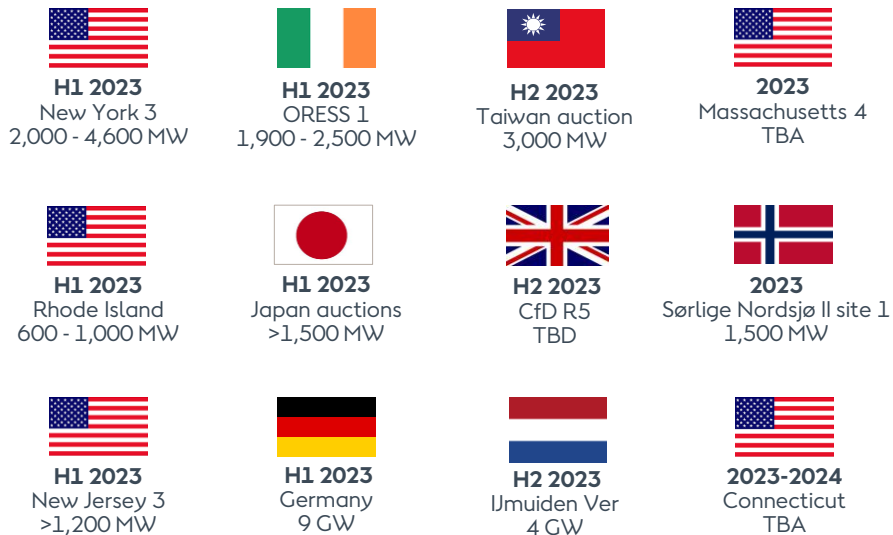 H1 2023
New York 3
2,000 - 4,600 MW
H1 2023
ORESS 1
1,900 - 2,500 MW
H2 2023
Taiwan auction
3,000 MW
2023
Massachusetts 4
TBA
H1 2023
Rhode Island
600 - 1,000 MW
H1 2023
Japan auctions
>1,500 MW
H2 2023
CfD R5
TBD
2023
Sørlige Nordsjø II site 1
1,500 MW
H1 2023
New Jersey 3
>1,200 MW
H1 2023
Germany
9 GW
H2 2023
IJmuiden Ver
4 GW
2023-2024
Connecticut
TBA